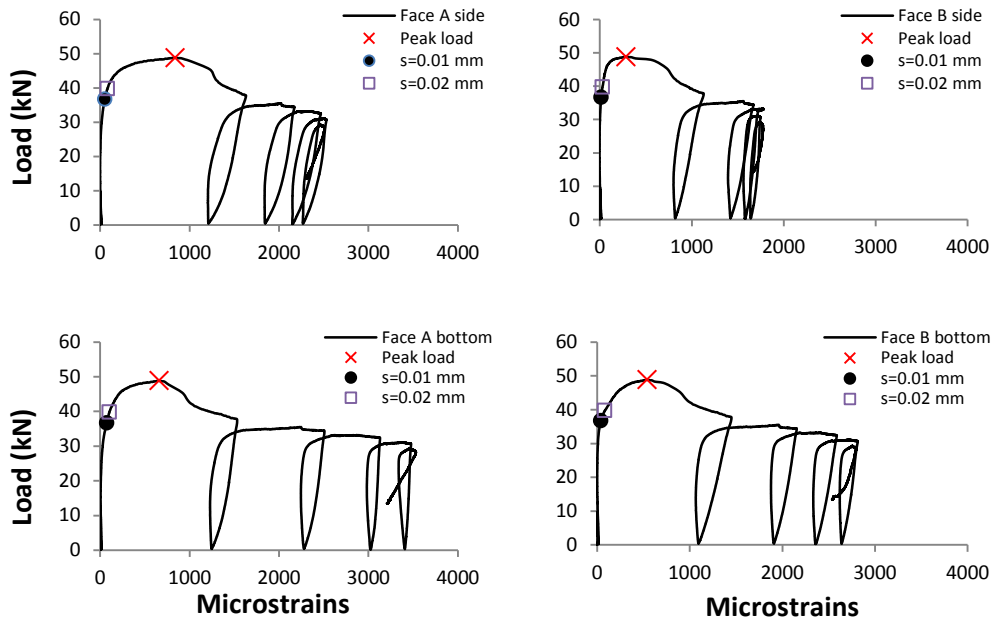 Face A side
Peak load
s=0.01 mm
s=0.02 mm
60
50
40
30
20
10
0
Load (kN)
0
1000
2000
3000
4000
Face B side
Peak load
s=0.01 mm
s=0.02 mm
60
50
40
30
20
10
0
0
1000
2000
3000
4000
Face A bottom
Peak load
s=0.01 mm
s=0.02 mm
60
50
40
30
20
10
0
Load (kN)
0
1000
2000
3000
4000
Microstrains
Face B bottom
Peak load
s=0.01 mm
s=0.02 mm
60
50
40
30
20
10
0
0
1000
2000
3000
4000
Microstrains